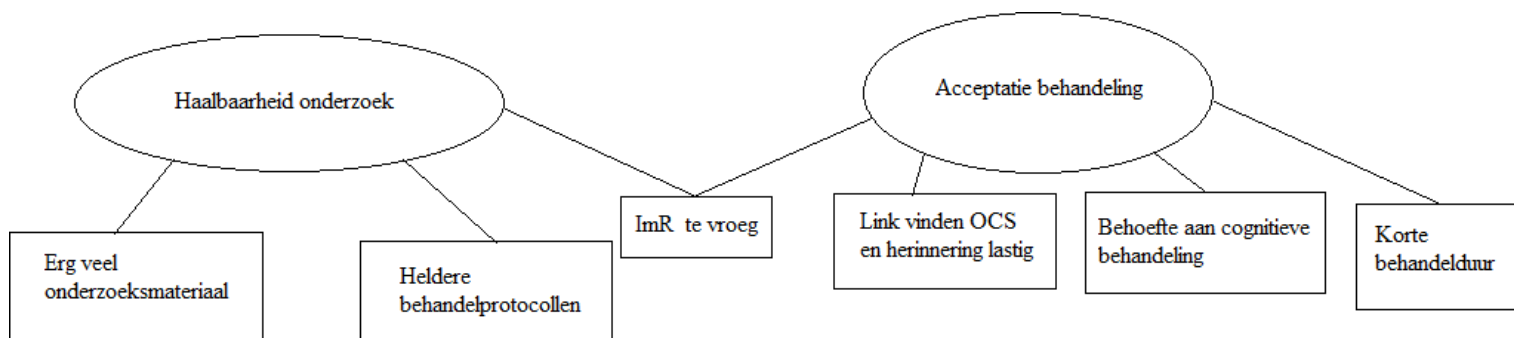 Haalbaarheid onderzoek
Acceptatie behandeling
Erg veel
onderzoeksmateriaal
Heldere
behandelprotocollen
ImR te vroeg
Link vinden OCS
en herinnering lastig
Behoefte aan cognitieve
behandeling
Korte
behandelduur